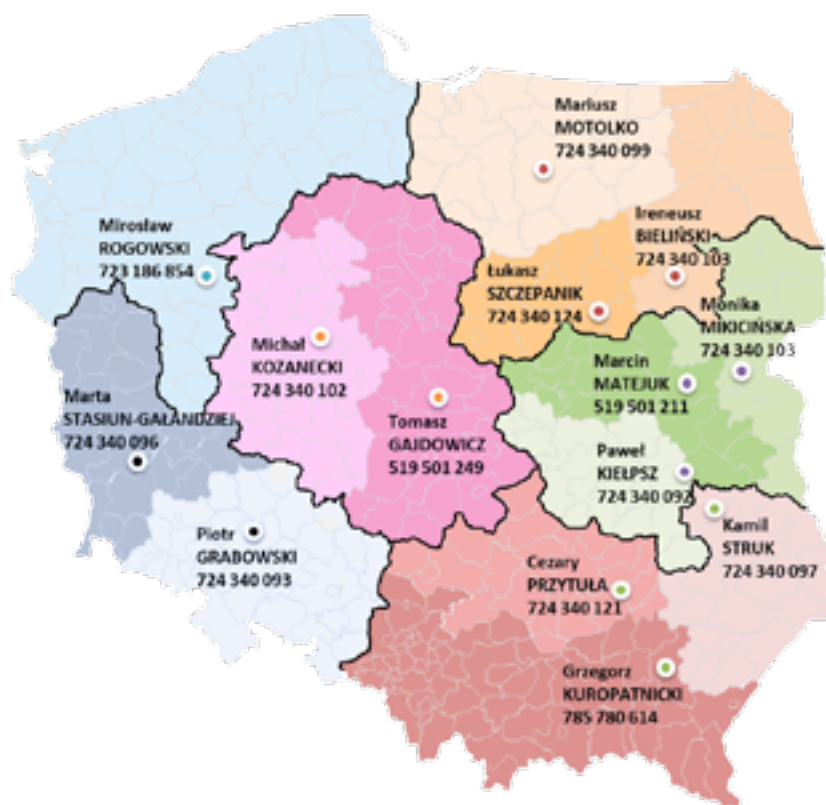 Mariusz
MOTOLKO
724 340 099
Ireneusz
BIELIŃSKI
724 340 103
Mirosław
ROGOWSKI
723 186 854
Łukasz
SZCZEPANIK
724 340 124
Monika
MIKICIŃSKA
724 340 103
Michał
KOZANECKI
724 340 102
Marcin
MATEJUK
519 501 211
Marta
STASIUN-GAŁANDZIEJ
724 340 096
Tomasz
GAJDOWICZ
519 501 249
Paweł
KIEŁPSZ
724 340 092
Kamil
STRUK
724 340 097
Piotr
GRABOWSKI
724 340 093
Cezary
PRZYTUŁA
724 340 121
Grzegorz
KUROPATNICKI
785 780 614